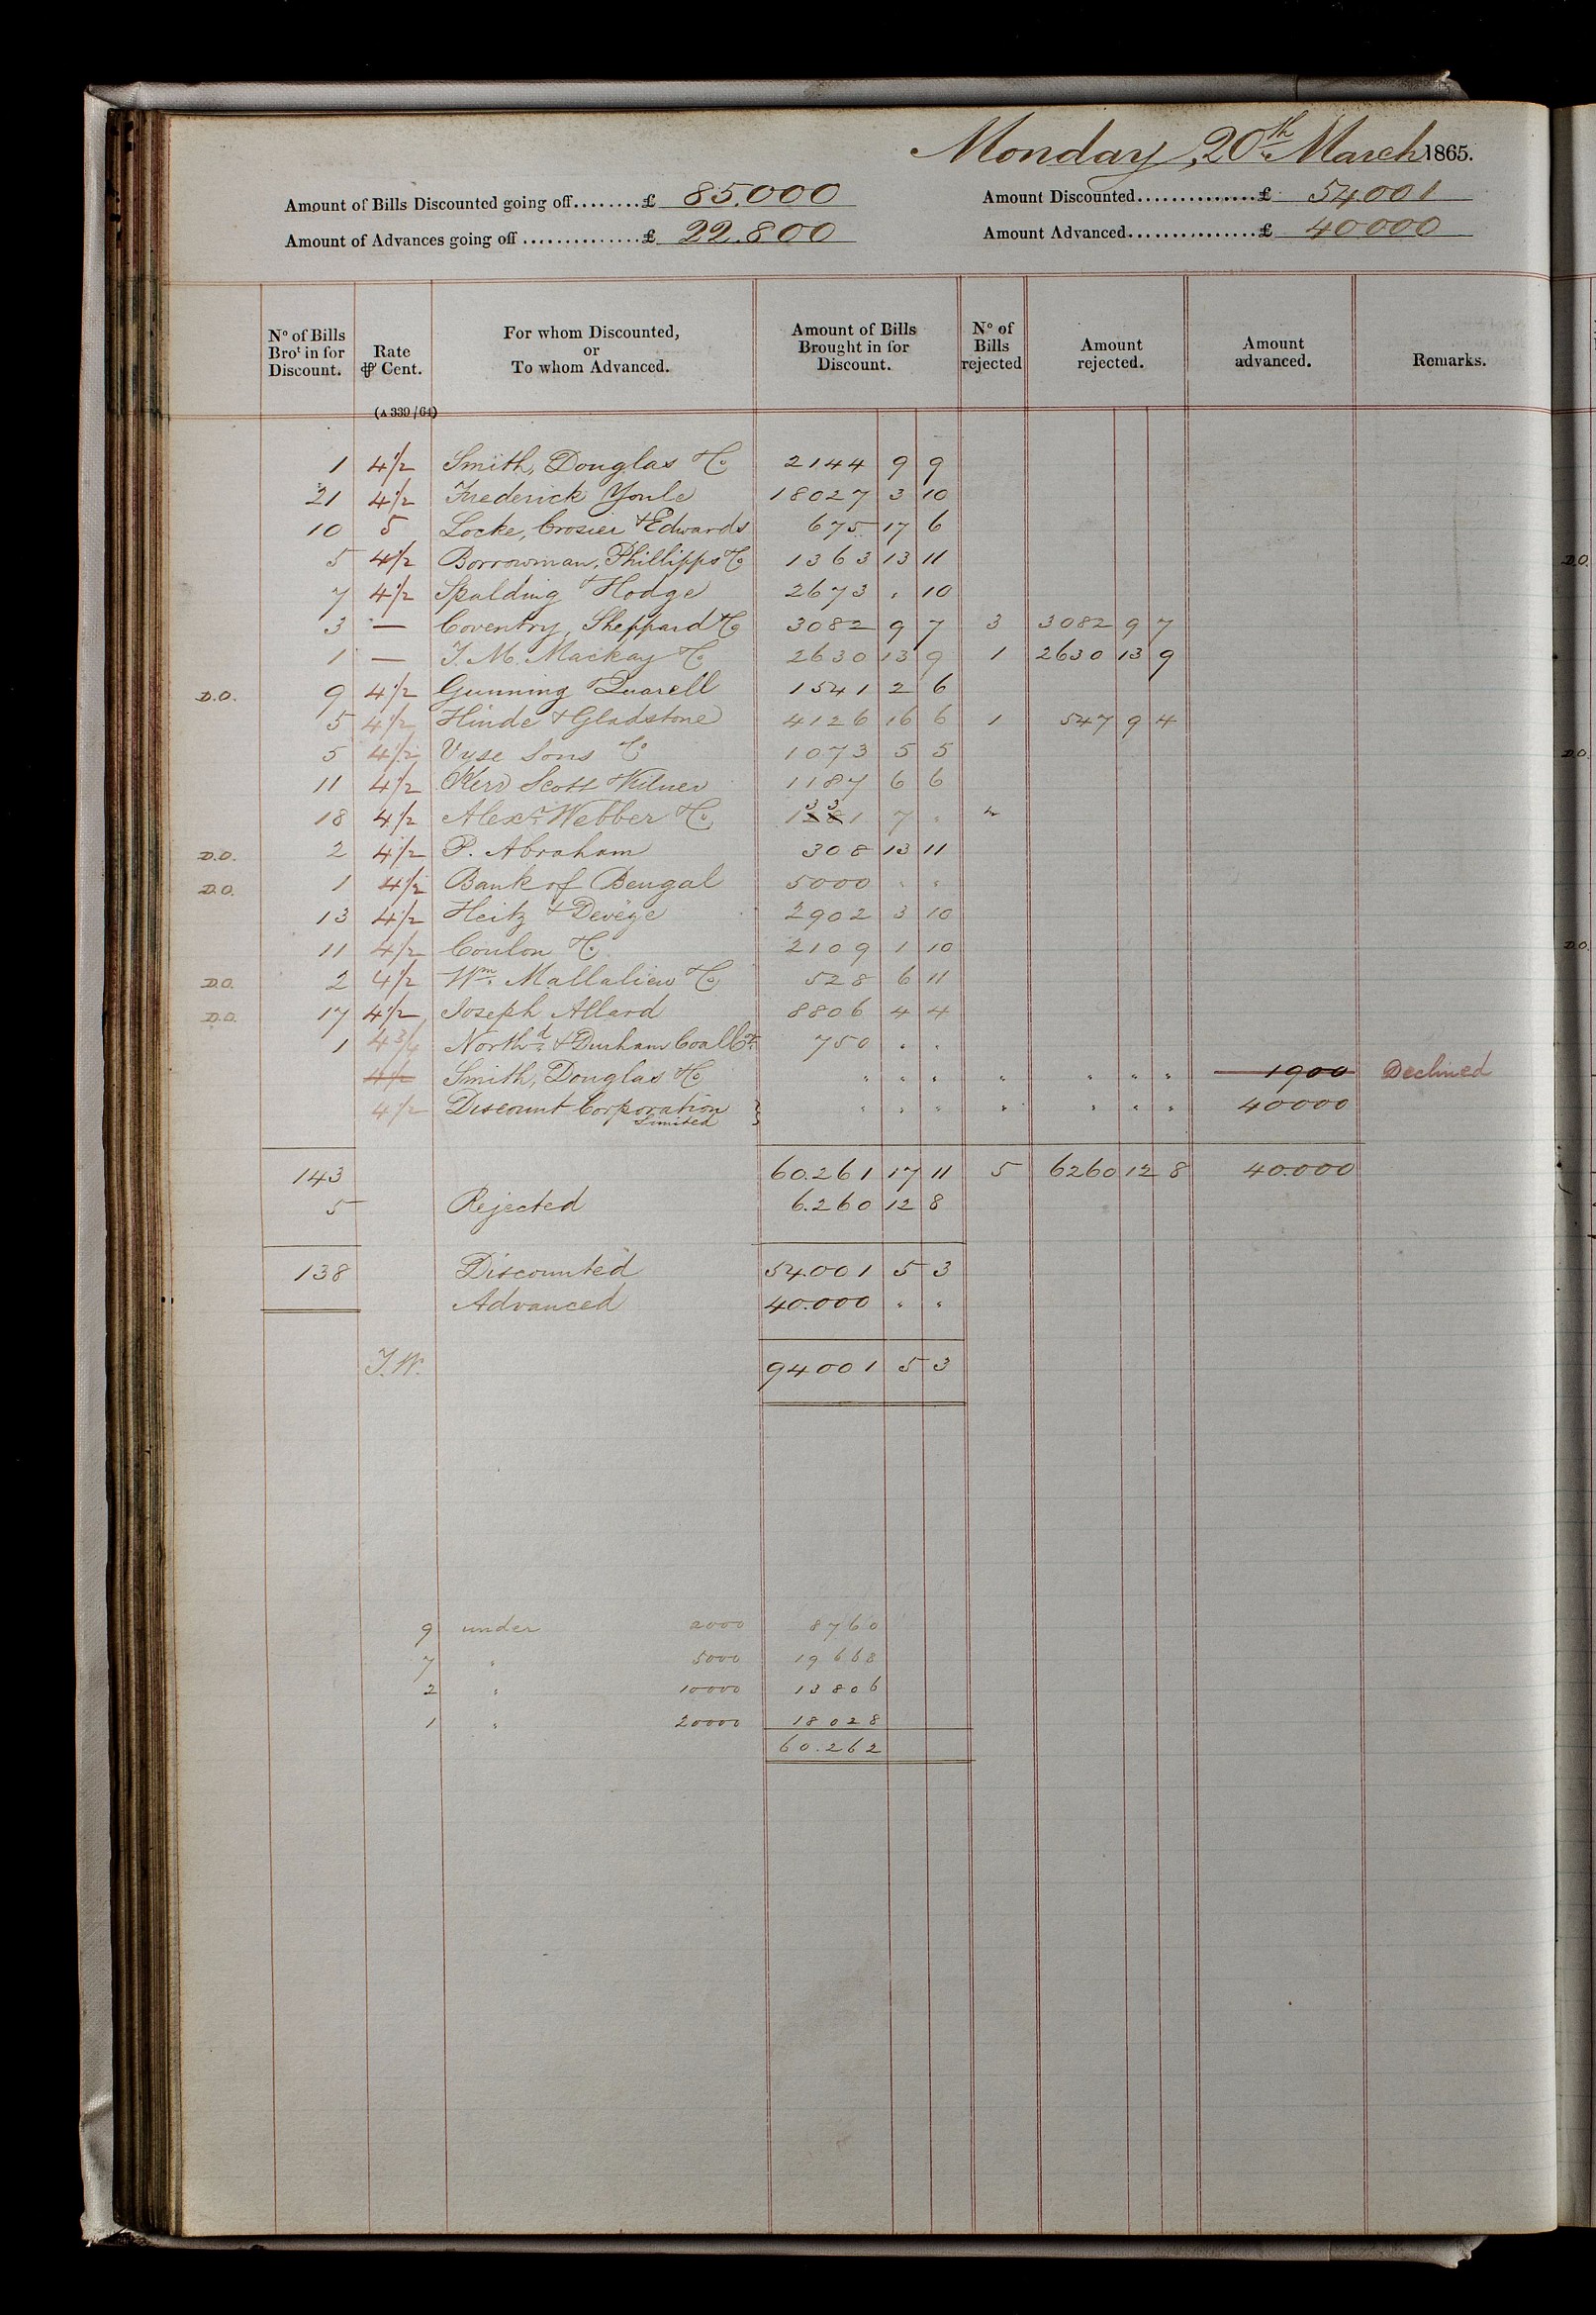 Monday, 20th March 1865.
Amount of Bills Discounted going off........£ 85.000
Amount Discounted...............£ 54001
Amount of Advances going off...............£ 22.800
Amount Advanced................£ 40000
No of Bills Brot in for Discount. Rate ⅌ Cent. For whom Discounted, or To whom Advanced. Amount of Bills Brought in for Discount. No of Bills rejected Amount rejected. Amount advanced. Remarks.
(A 339/64)
1 4½ Smith, Douglas & Co 2144 9 9
21 4½ Frederick Youle 18027 3 10
10 5 Locke, Crosier & Edwards 675 17 6
5 4½ Borrowman, Phillipps & Co 1363 13 11
7 4½ Spalding & Hodge 2673 " 10
3 — Coventry, Sheppard & Co 3082 9 7 3 3082 9 7
1 — T. M. Mackay & Co 2630 13 9 1 2630 13 9
D.O. 9 4½ Gunning & Quarell 1541 2 6
5 4½ Hinde & Gladstone 4126 16 6 1 547 9 4
5 4½ Vyse Sons & Co 1073 5 5
11 4½ Kerr Scott & Kilner 1187 6 6
18 4½ Alexr Webber & Co 1331 7 "
D.O. 2 4½ P. Abraham 308 13 11
D.O. 1 4½ Bank of Bengal 5000 " "
13 4½ Heitz & Devège 2902 3 10
11 4½ Coulon & Co 2109 1 10
D.O. 2 4½ Wm. Mallalieu & Co 528 6 11
D.O. 17 4½ Joseph Allard 8806 4 4
1 4¾ Northd & Durham Coal Co 750 " "
4½ Smith, Douglas & Co " " " " " " " 1900 Declined
4½ Discount Corporation } " " " " " " " 40000
Limited
143 60.261 17 11 5 6260 12 8 40.000
5 Rejected 6.260 12 8
138 Discounted 54.001 5 3
Advanced 40.000 " "
T.W. 94001 5 3
9 under 2000 8760
7 " 5000 19668
2 " 10000 13806
1 " 20000 18028
60.262
D.O.
D.O.
D.O.